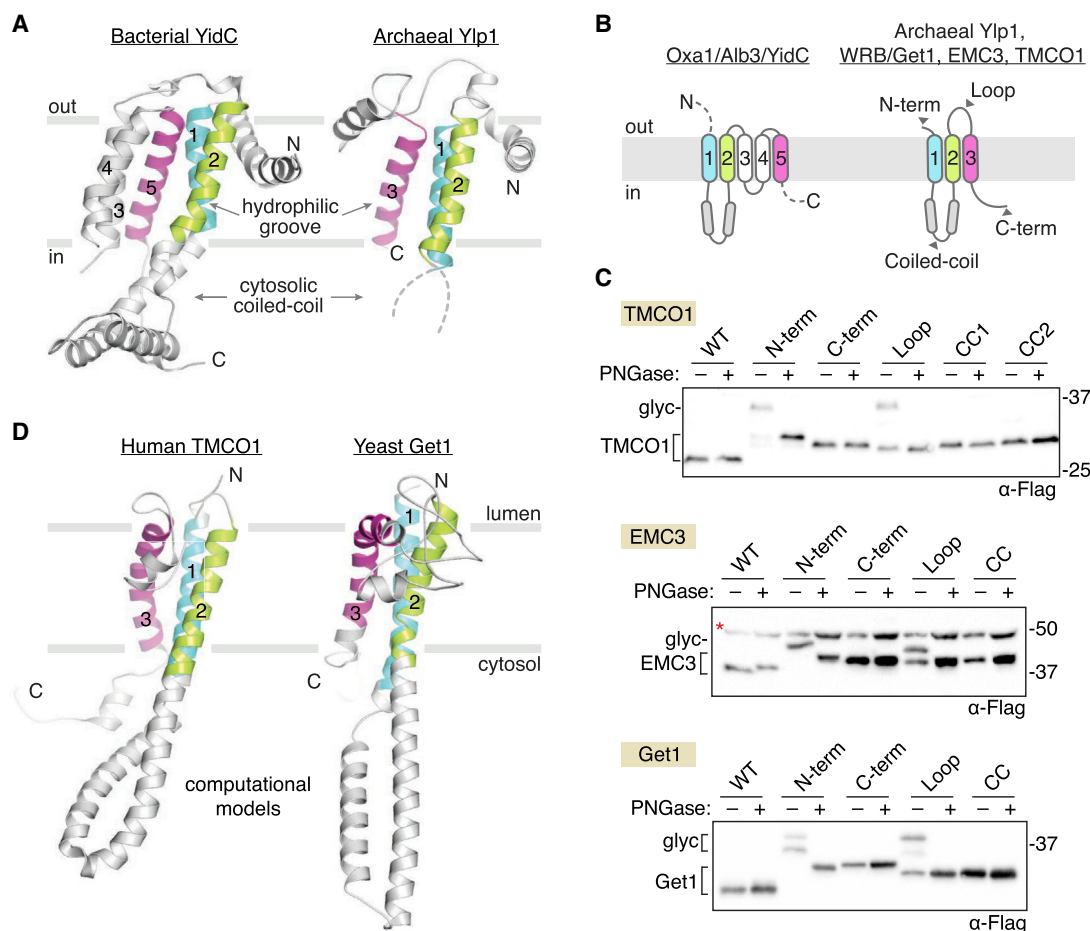 A
Bacterial YidC
Archaeal Ylp1
out
in
1
2
3
4
5
N
C
hydrophilic
groove
cytosolic
coiled-coil
1
2
3
N
C
B
Oxa1/Alb3/YidC
Archaeal Ylp1,
WRB/Get1, EMC3, TMCO1
N
out
in
1 2 3 4 5
C
N-term
Loop
1 2 3
C-term
Coiled-coil
C
TMCO1
WT N-term C-term Loop CC1 CC2
PNGase: – + – + – + – + – + – +
glyc-
TMCO1
-37
-25
α-Flag
EMC3
WT N-term C-term Loop CC
PNGase: – + – + – + – + – +
*
glyc-
EMC3
-50
-37
α-Flag
Get1
WT N-term C-term Loop CC
PNGase: – + – + – + – + – +
glyc
Get1
-37
α-Flag
D
Human TMCO1
Yeast Get1
N
N
lumen
cytosol
1
2
3
C
1
2
3
C
computational
models